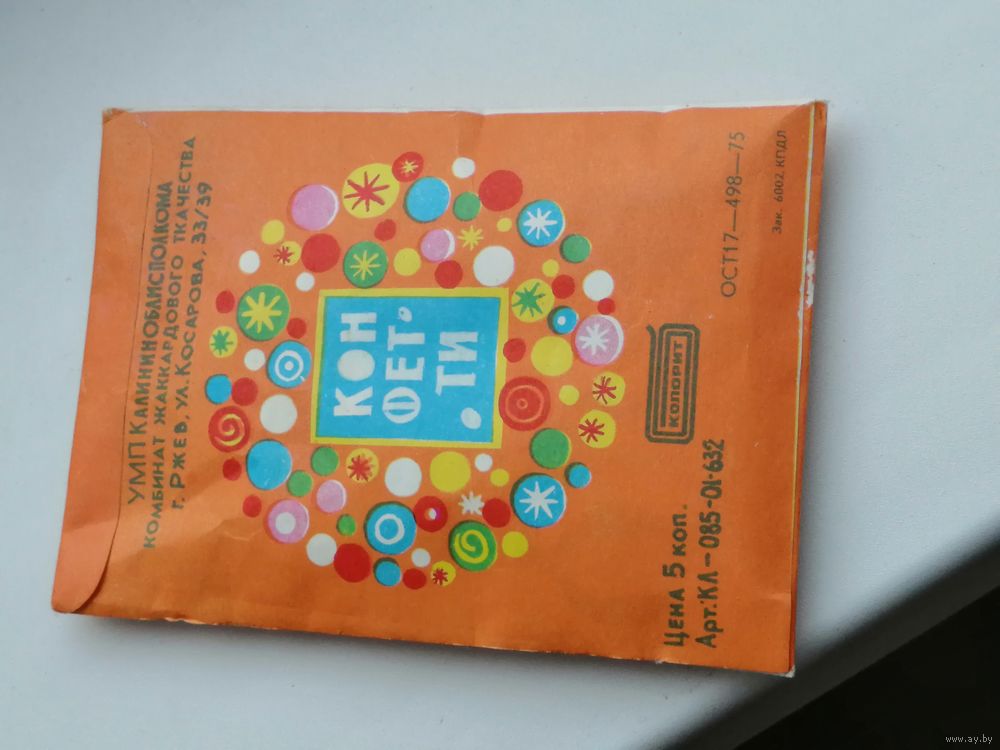 УМП КАЛИНИНОБЛИСПОЛКОМА
КОМБИНАТ ЖАККАРДОВОГО ТКАЧЕСТВА
г. РЖЕВ, УЛ. КОСАРОВА, 33/39
КОН
ФЕТ·
·ТИ
КОЛОРИТ
ЦЕНА 5 КОП.
АРТ. КЛ-085-01-632
ОСТ17—498—75
Зак. 6002 КПДЛ
www.ay.by